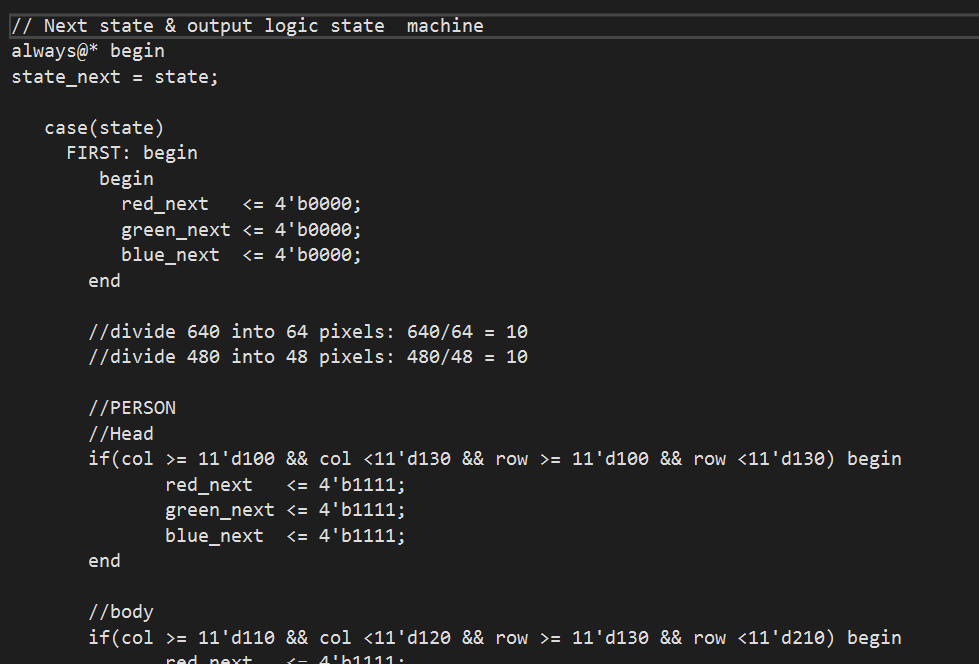 // Next state & output logic state  machine
always@* begin
state_next = state;
case(state)
FIRST: begin
begin
red_next   <= 4'b0000;
green_next <= 4'b0000;
blue_next  <= 4'b0000;
end
//divide 640 into 64 pixels: 640/64 = 10
//divide 480 into 48 pixels: 480/48 = 10
//PERSON
//Head
if(col >= 11'd100 && col <11'd130 && row >= 11'd100 && row <11'd130) begin
red_next   <= 4'b1111;
green_next <= 4'b1111;
blue_next  <= 4'b1111;
end
//body
if(col >= 11'd110 && col <11'd120 && row >= 11'd130 && row <11'd210) begin
red_next   <= 4'b1111;